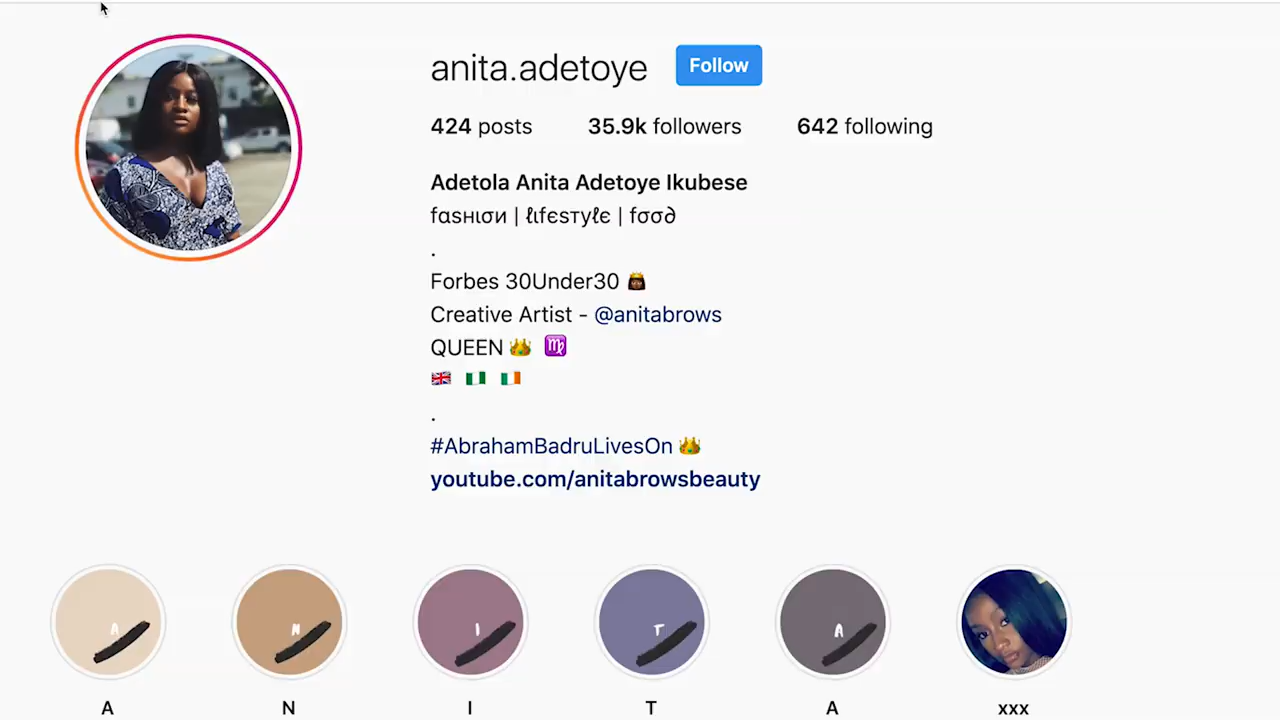 anita.adetoye Follow
424 posts 35.9k followers 642 following
Adetola Anita Adetoye Ikubese
fαsнισи | ℓιfєѕтуℓє | fσσ∂
.
Forbes 30Under30 👸🏿
Creative Artist - @anitabrows
QUEEN 👑 ♍
🇬🇧 🇳🇬 🇮🇪
.
#AbrahamBadruLivesOn 👑
youtube.com/anitabrowsbeauty
A N I T A
A N I T A xxx